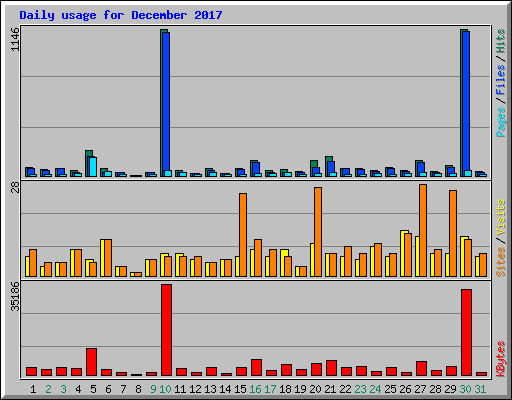 Daily usage for December 2017
1146
Pages / Files / Hits
28
Sites / Visits
35186
KBytes
1 2 3 4 5 6 7 8 9 10 11 12 13 14 15 16 17 18 19 20 21 22 23 24 25 26 27 28 29 30 31